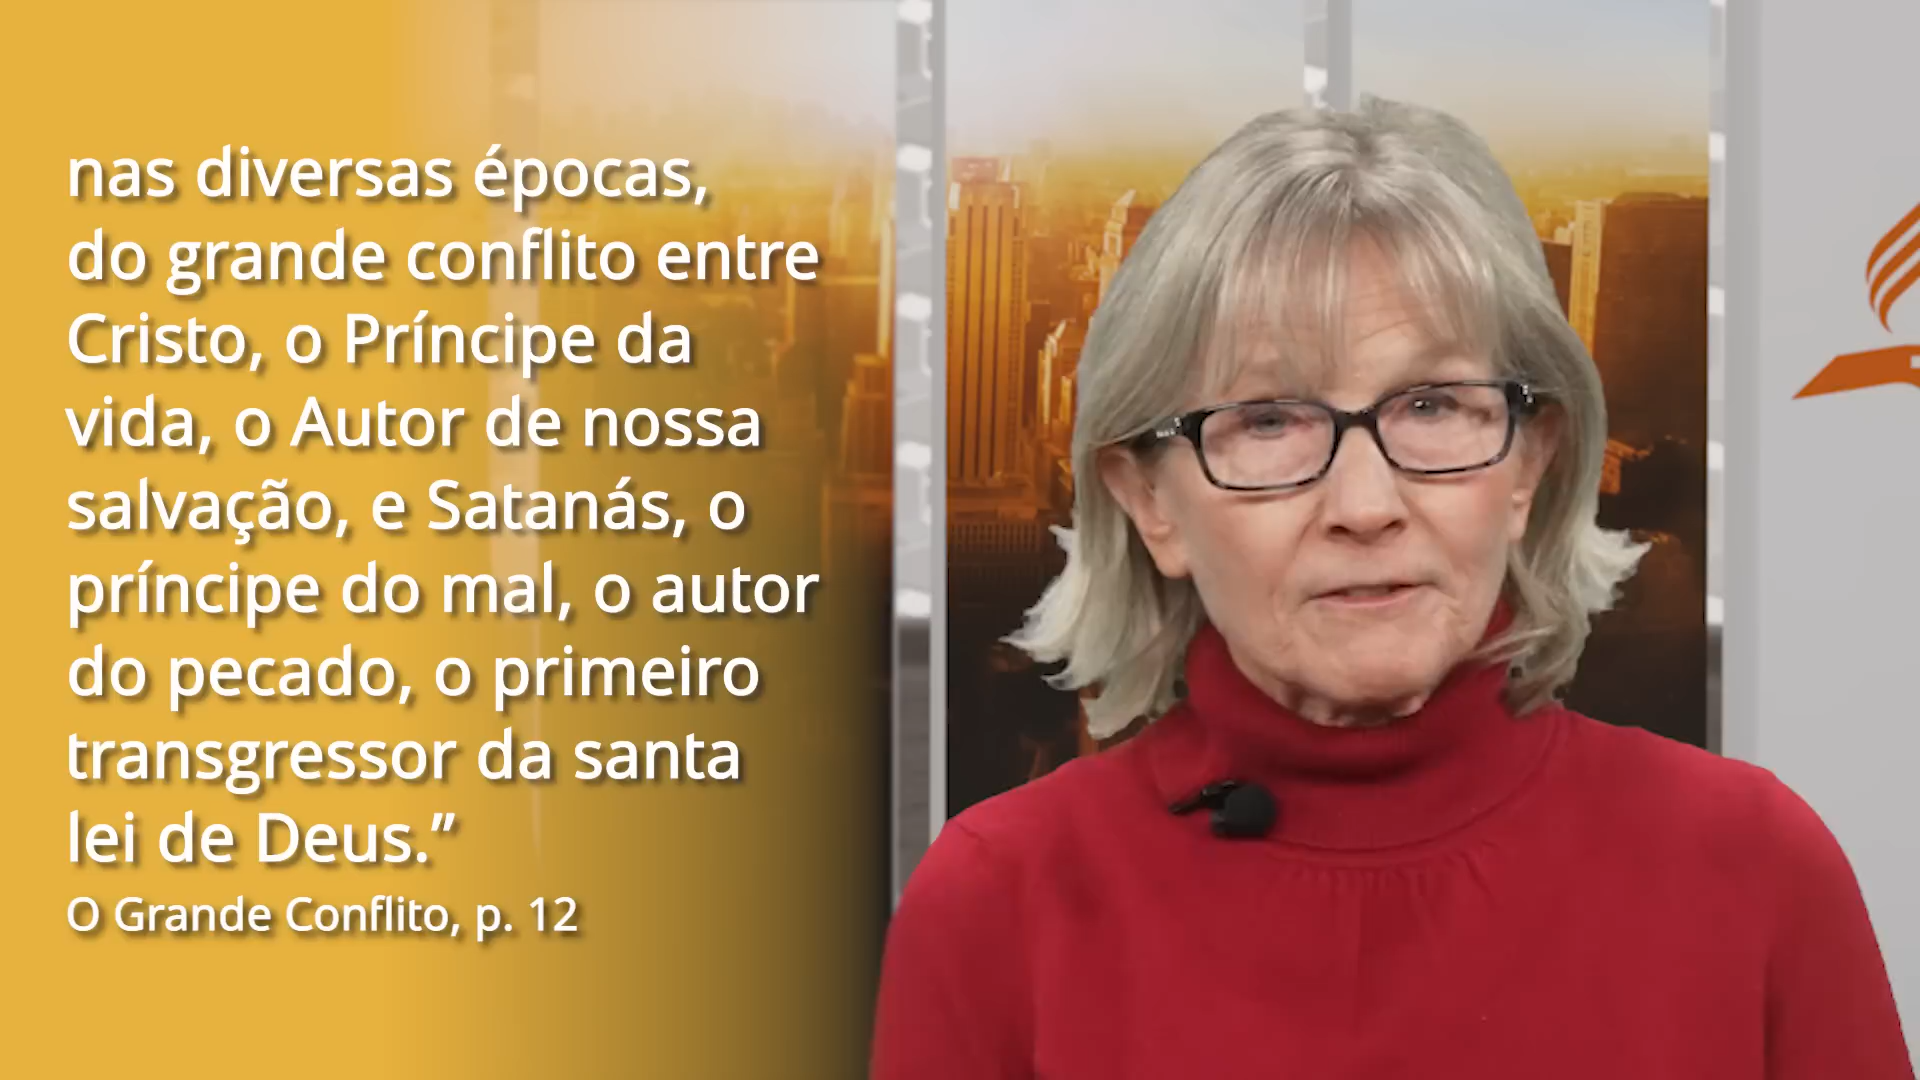 nas diversas épocas,
do grande conflito entre
Cristo, o Príncipe da
vida, o Autor de nossa
salvação, e Satanás, o
príncipe do mal, o autor
do pecado, o primeiro
transgressor da santa
lei de Deus.”
O Grande Conflito, p. 12